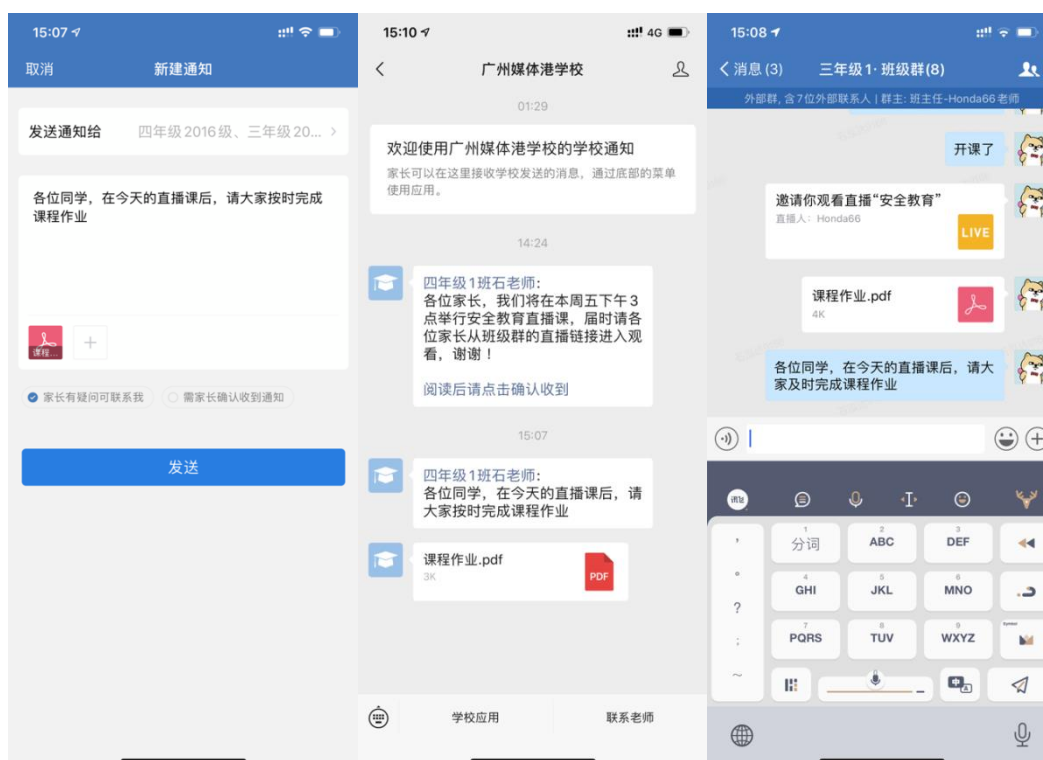 15:07
取消
新建通知
发送通知给
四年级 2016 级、三年级 20...
各位同学，在今天的直播课后，请大家按时完成
课程作业
课程...
家长有疑问可联系我
需家长确认收到通知
发送
15:10
4G
广州媒体港学校
01:29
欢迎使用广州媒体港学校的学校通知
家长可以在这里接收学校发送的消息，通过底部的菜单
使用应用。
14:24
四年级 1班石老师:
各位家长，我们将在本周五下午 3
点举行安全教育直播课，届时请各
位家长从班级群的直播链接进入观
看，谢谢！
阅读后请点击确认收到
15:07
四年级 1班石老师:
各位同学，在今天的直播课后，请
大家按时完成课程作业
课程作业.pdf
3K
PDF
学校应用
联系老师
15:08
消息 (3)
三年级 1· 班级群(8)
外部群, 含 7 位外部联系人 | 群主: 班主任-Honda66 老师
开课了
邀请你观看直播“安全教育”
直播人：Honda66
LIVE
课程作业.pdf
4K
各位同学，在今天的直播课后，请大
家及时完成课程作业
讯飞
，
。
？
；
～
1
分词
2
ABC
3
DEF
4
GHI
5
JKL
6
MNO
7
PQRS
8
TUV
9
WXYZ
中
A